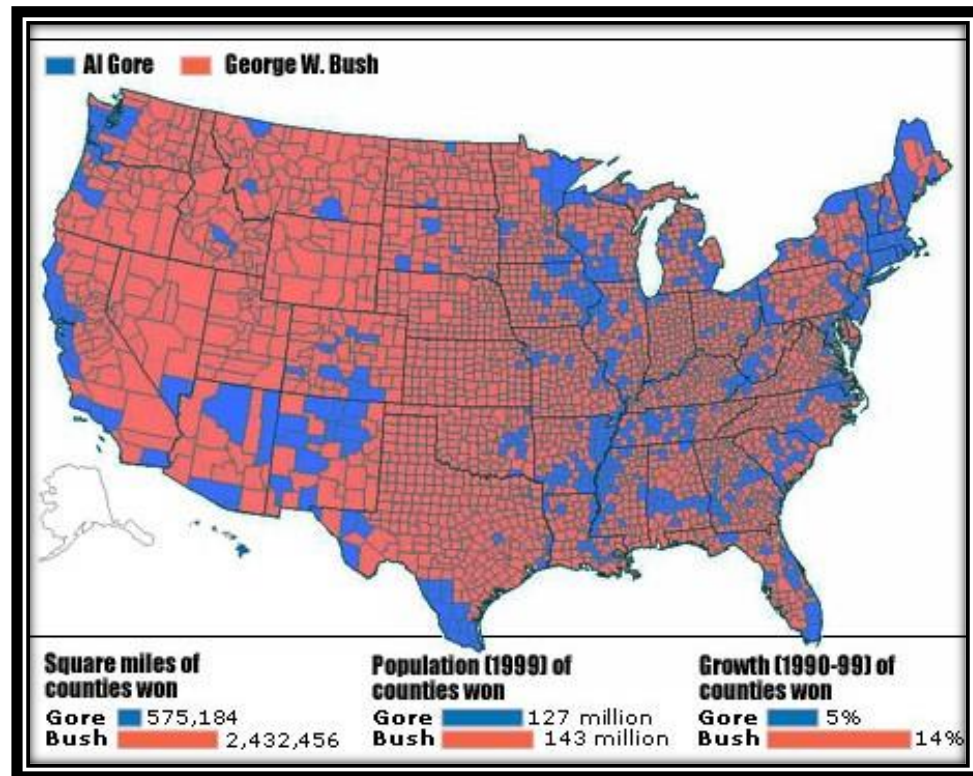 Al Gore George W. Bush
Square miles of
counties won
Gore 575,184
Bush 2,432,456
Population (1999) of
counties won
Gore 127 million
Bush 143 million
Growth (1990-99) of
counties won
Gore 5%
Bush 14%